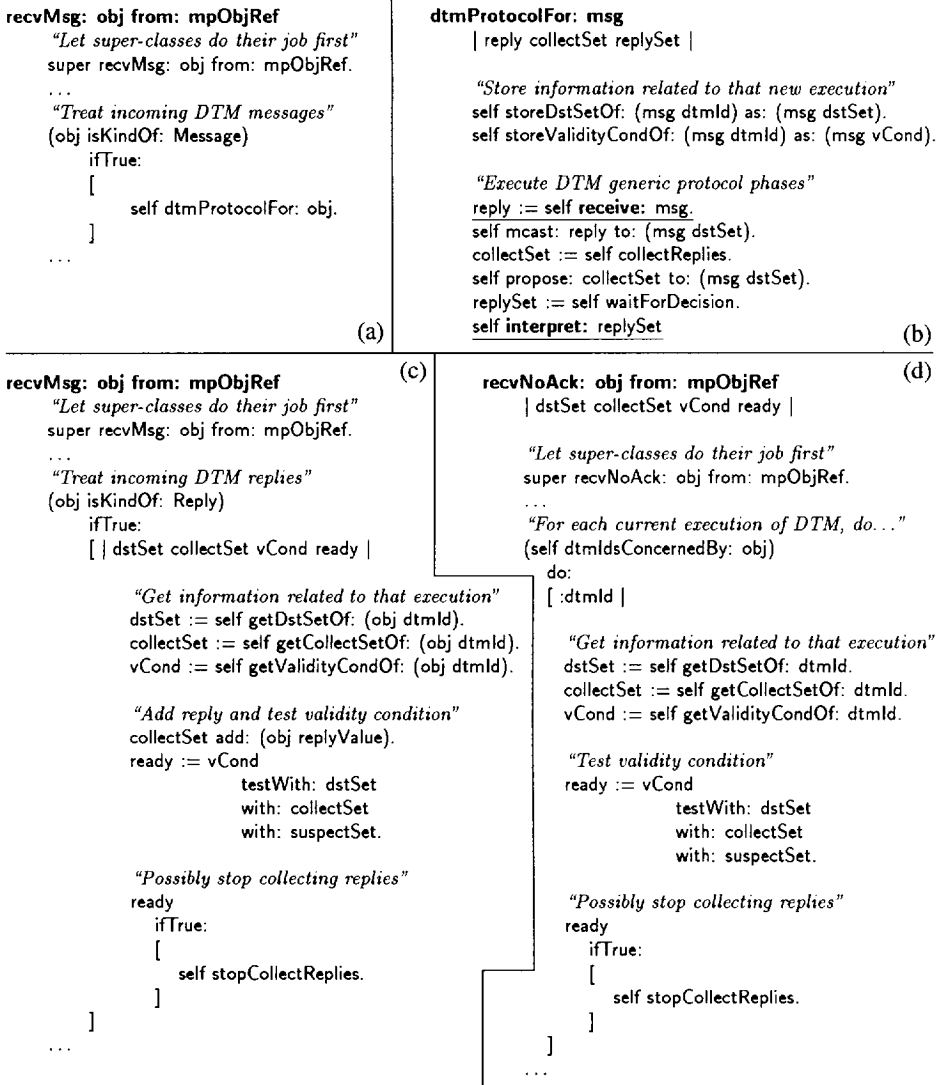 recvMsg: obj from: mpObjRef
"Let super-classes do their job first"
super recvMsg: obj from: mpObjRef.
...
"Treat incoming DTM messages"
(obj isKindOf: Message)
ifTrue:
[
self dtmProtocolFor: obj.
]
...
(a)
dtmProtocolFor: msg
| reply collectSet replySet |
"Store information related to that new execution"
self storeDstSetOf: (msg dtmId) as: (msg dstSet).
self storeValidityCondOf: (msg dtmId) as: (msg vCond).
"Execute DTM generic protocol phases"
reply := self receive: msg.
self mcast: reply to: (msg dstSet).
collectSet := self collectReplies.
self propose: collectSet to: (msg dstSet).
replySet := self waitForDecision.
self interpret: replySet
(b)
recvMsg: obj from: mpObjRef
(c)
"Let super-classes do their job first"
super recvMsg: obj from: mpObjRef.
...
"Treat incoming DTM replies"
(obj isKindOf: Reply)
ifTrue:
[ | dstSet collectSet vCond ready |
"Get information related to that execution"
dstSet := self getDstSetOf: (obj dtmId).
collectSet := self getCollectSetOf: (obj dtmId).
vCond := self getValidityCondOf: (obj dtmId).
"Add reply and test validity condition"
collectSet add: (obj replyValue).
ready := vCond
testWith: dstSet
with: collectSet
with: suspectSet.
"Possibly stop collecting replies"
ready
ifTrue:
[
self stopCollectReplies.
]
]
...
recvNoAck: obj from: mpObjRef
(d)
| dstSet collectSet vCond ready |
"Let super-classes do their job first"
super recvNoAck: obj from: mpObjRef.
...
"For each current execution of DTM, do..."
(self dtmIdsConcernedBy: obj)
do:
[ :dtmId |
"Get information related to that execution"
dstSet := self getDstSetOf: dtmId.
collectSet := self getCollectSetOf: dtmId.
vCond := self getValidityCondOf: dtmId.
"Test validity condition"
ready := vCond
testWith: dstSet
with: collectSet
with: suspectSet.
"Possibly stop collecting replies"
ready
ifTrue:
[
self stopCollectReplies.
]
]
...